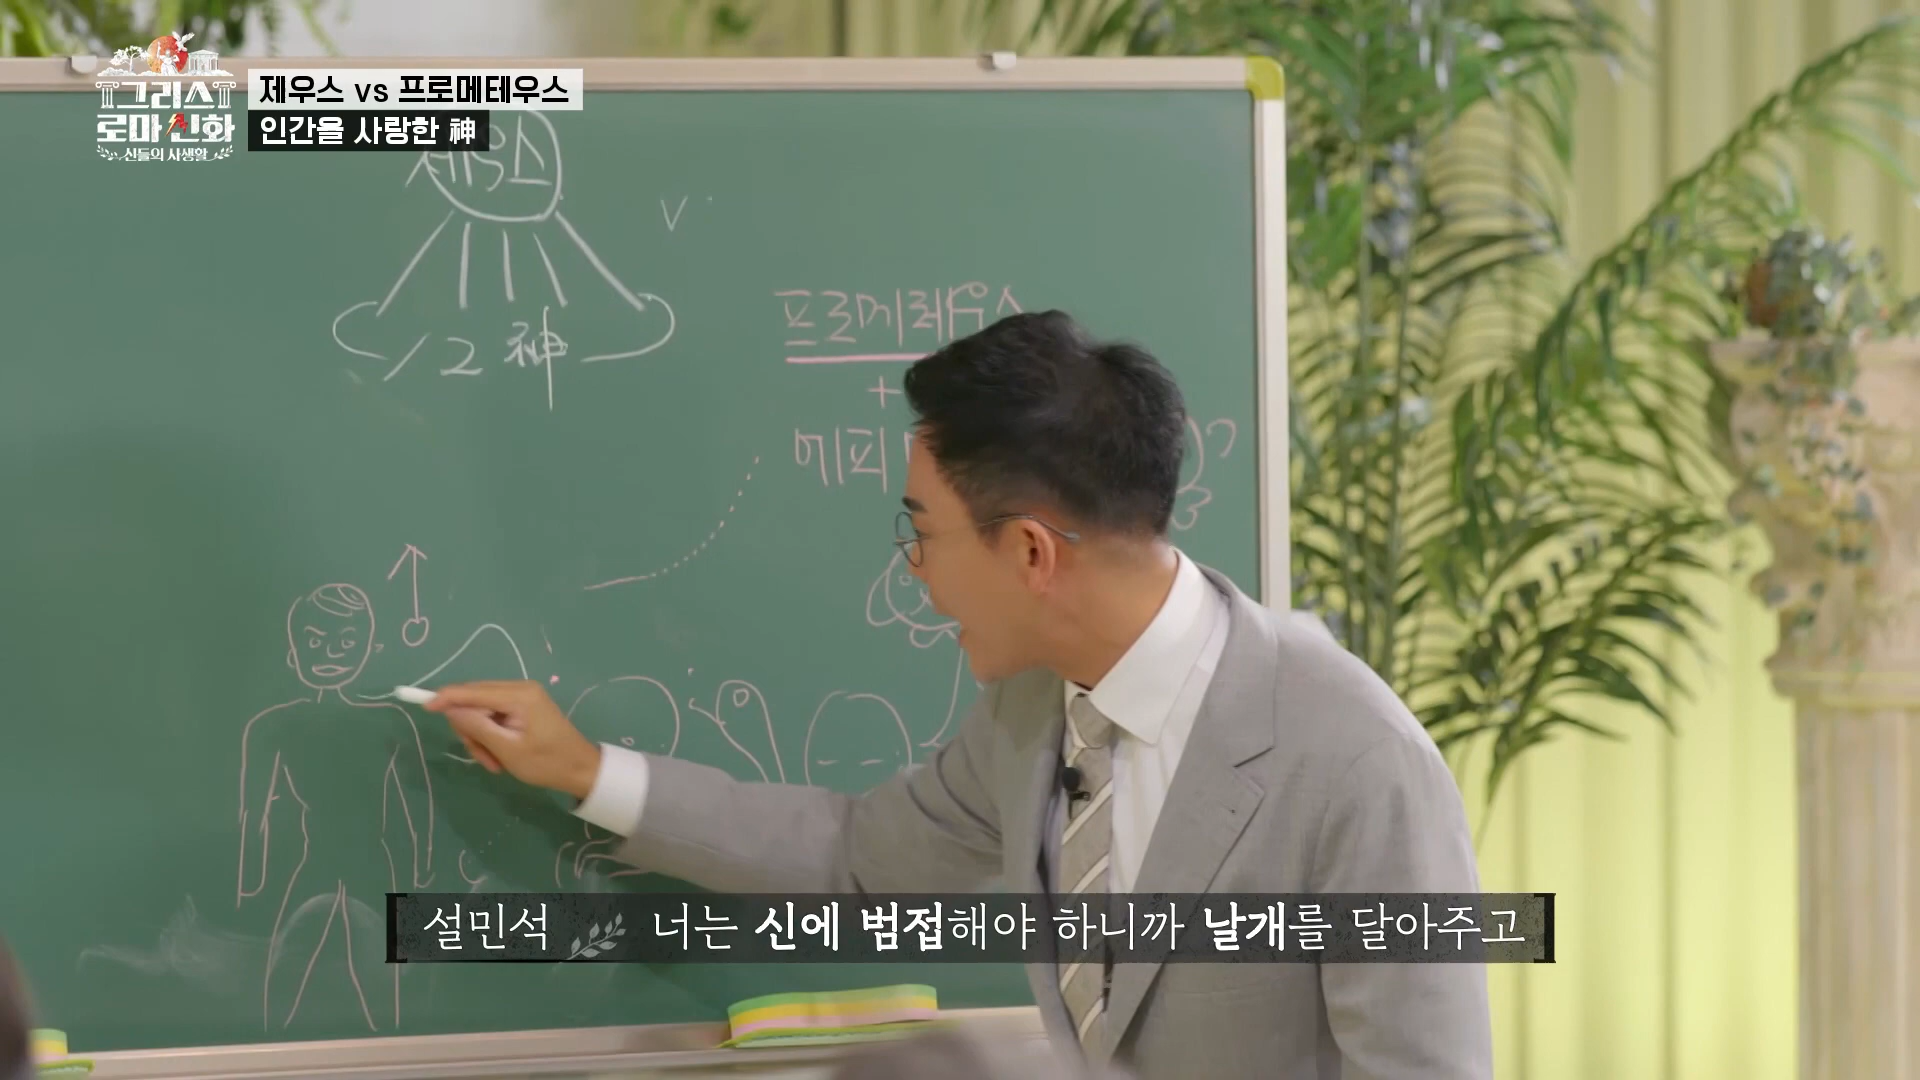 그리스
로마 신화
신들의 사생활
제우스 vs 프로메테우스
인간을 사랑한 神
제우스
V
12 神
프로메테우스
+
에피
설민석 너는 신에 범접해야 하니까 날개를 달아주고